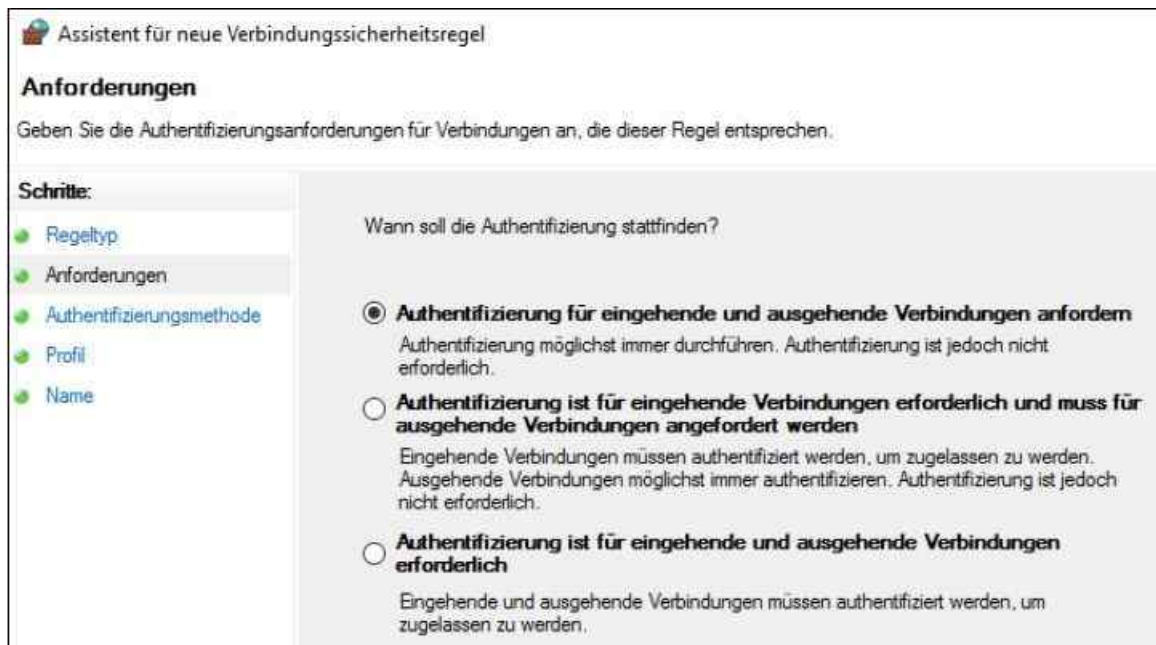 Assistent für neue Verbindungssicherheitsregel
Anforderungen
Geben Sie die Authentifizierungsanforderungen für Verbindungen an, die dieser Regel entsprechen.
Schritte:
Regeltyp
Anforderungen
Authentifizierungsmethode
Profil
Name
Wann soll die Authentifizierung stattfinden?
Authentifizierung für eingehende und ausgehende Verbindungen anfordern
Authentifizierung möglichst immer durchführen. Authentifizierung ist jedoch nicht
erforderlich.
Authentifizierung ist für eingehende Verbindungen erforderlich und muss für
ausgehende Verbindungen angefordert werden
Eingehende Verbindungen müssen authentifiziert werden, um zugelassen zu werden.
Ausgehende Verbindungen möglichst immer authentifizieren. Authentifizierung ist jedoch
nicht erforderlich.
Authentifizierung ist für eingehende und ausgehende Verbindungen
erforderlich
Eingehende und ausgehende Verbindungen müssen authentifiziert werden, um
zugelassen zu werden.